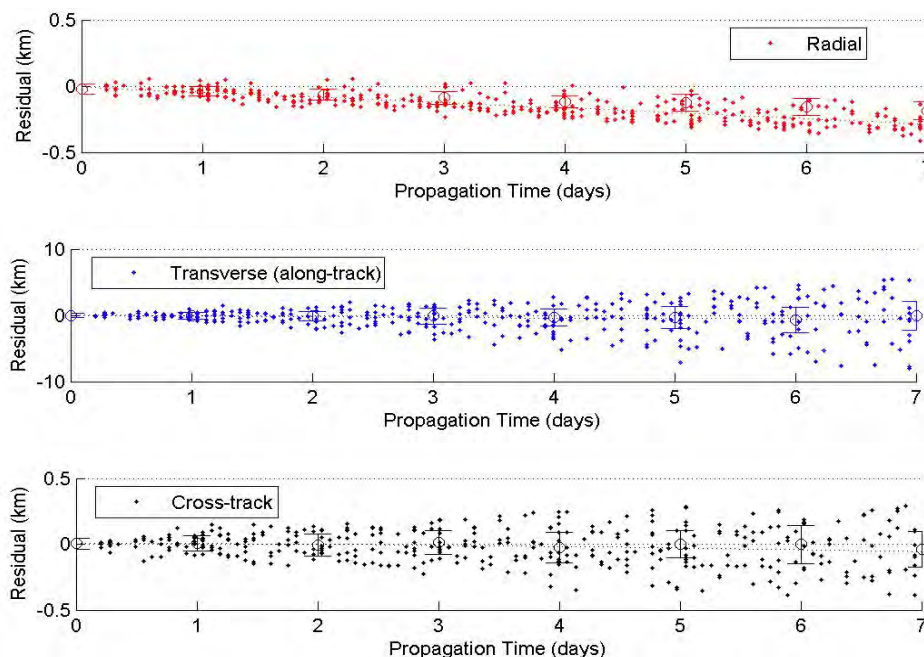 0.5
Radial
0
-0.5
Residual (km)
0 1 2 3 4 5 6 7
Propagation Time (days)
10
Transverse (along-track)
0
-10
Residual (km)
0 1 2 3 4 5 6 7
Propagation Time (days)
0.5
Cross-track
0
-0.5
Residual (km)
0 1 2 3 4 5 6 7
Propagation Time (days)